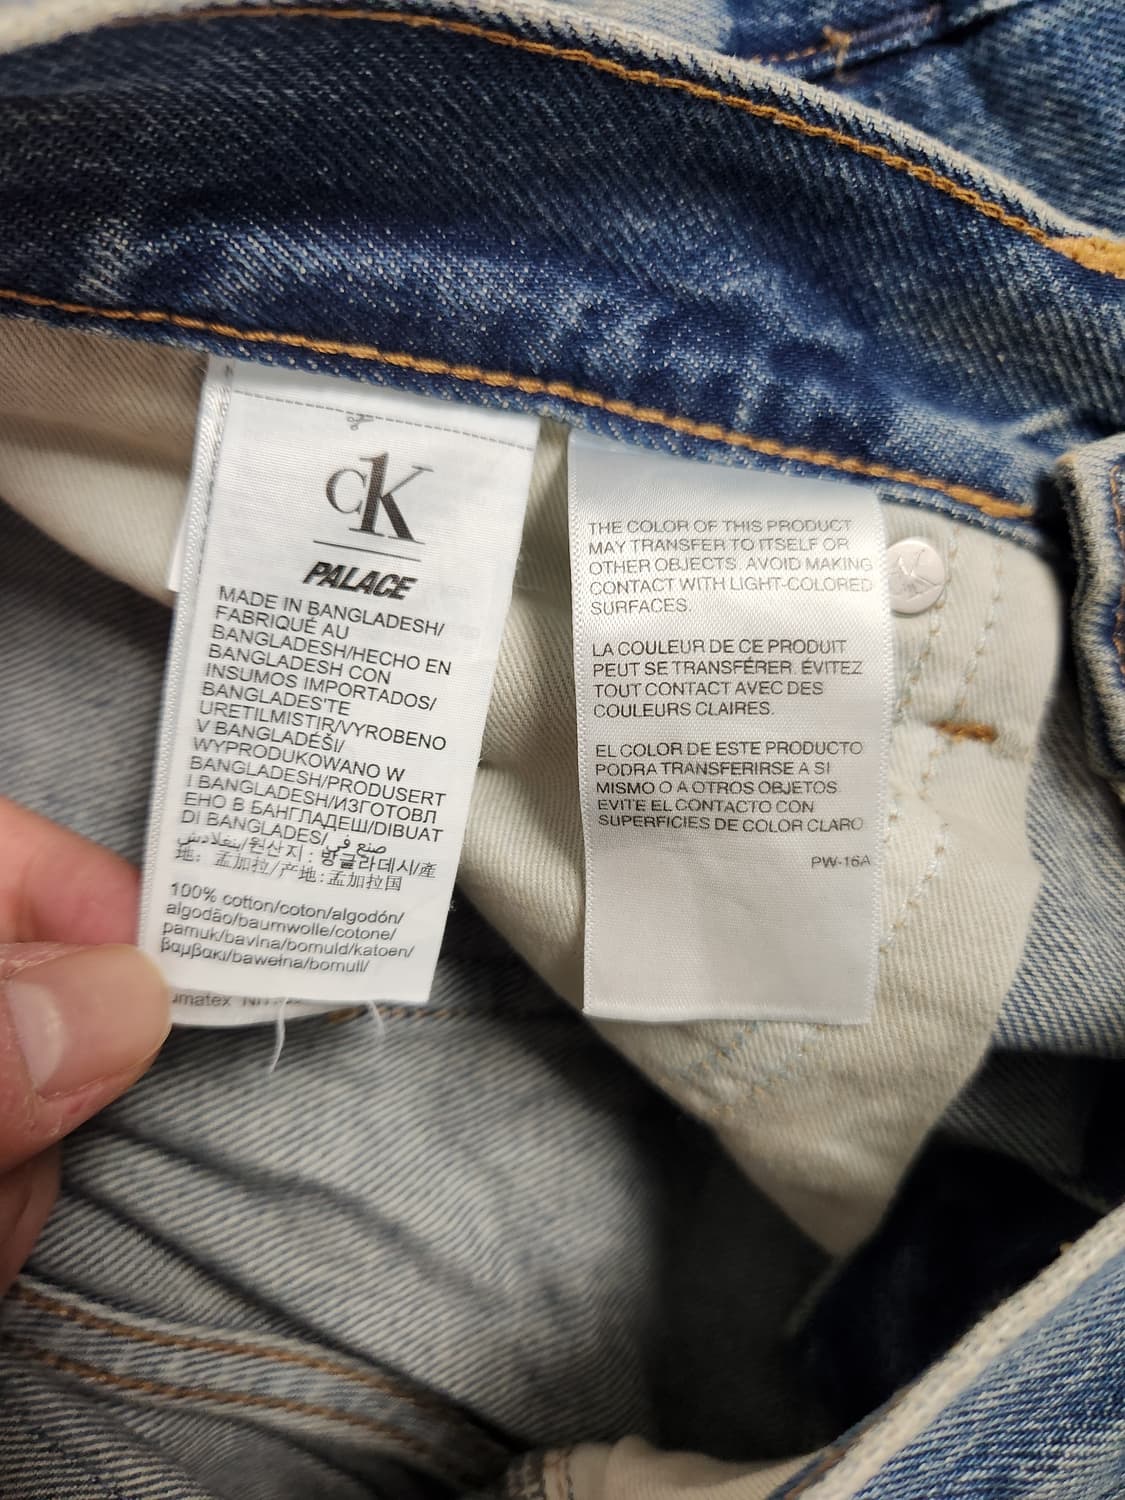 CK
PALACE
MADE IN BANGLADESH/
FABRIQUÉ AU
BANGLADESH/HECHO EN
BANGLADESH CON
INSUMOS IMPORTADOS/
BANGLADES'TE
URETILMISTIR/VYROBENO
V BANGLADÉŠI/
WYPRODUKOWANO W
BANGLADESH/PRODUSERT
I BANGLADESH/ИЗГОТОВЛ
ЕНО В БАНГЛАДЕШ/DIBUAT
DI BANGLADES/صنع في
بنغلادش/원산지: 방글라데시/產
地: 孟加拉/产地:孟加拉国
100% cotton/coton/algodón/
algodão/baumwolle/cotone/
pamuk/bavlna/bomuld/katoen/
βαμβακι/bawełna/bomull/
THE COLOR OF THIS PRODUCT
MAY TRANSFER TO ITSELF OR
OTHER OBJECTS. AVOID MAKING
CONTACT WITH LIGHT-COLORED
SURFACES.
LA COULEUR DE CE PRODUIT
PEUT SE TRANSFÉRER. ÉVITEZ
TOUT CONTACT AVEC DES
COULEURS CLAIRES.
EL COLOR DE ESTE PRODUCTO
PODRA TRANSFERIRSE A SI
MISMO O A OTROS OBJETOS.
EVITE EL CONTACTO CON
SUPERFICIES DE COLOR CLARO
PW-16A